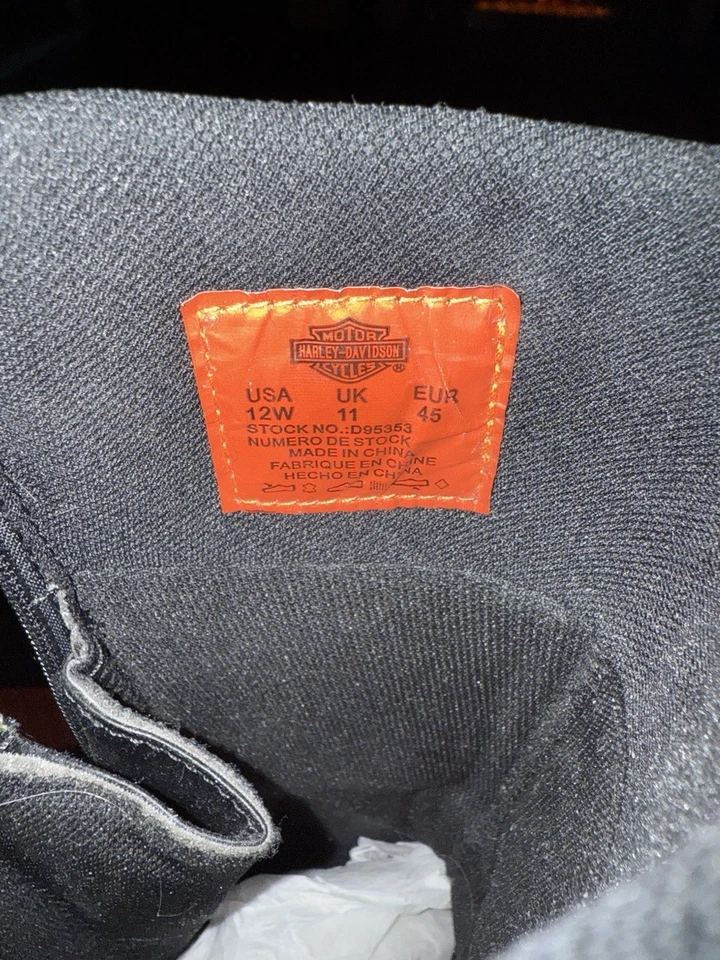 MOTOR
HARLEY-DAVIDSON
CYCLES
®
USA UK EUR
12W 11 45
STOCK NO.:D95353
NUMERO DE STOCK
MADE IN CHINA
FABRIQUE EN CHINE
HECHO EN CHINA